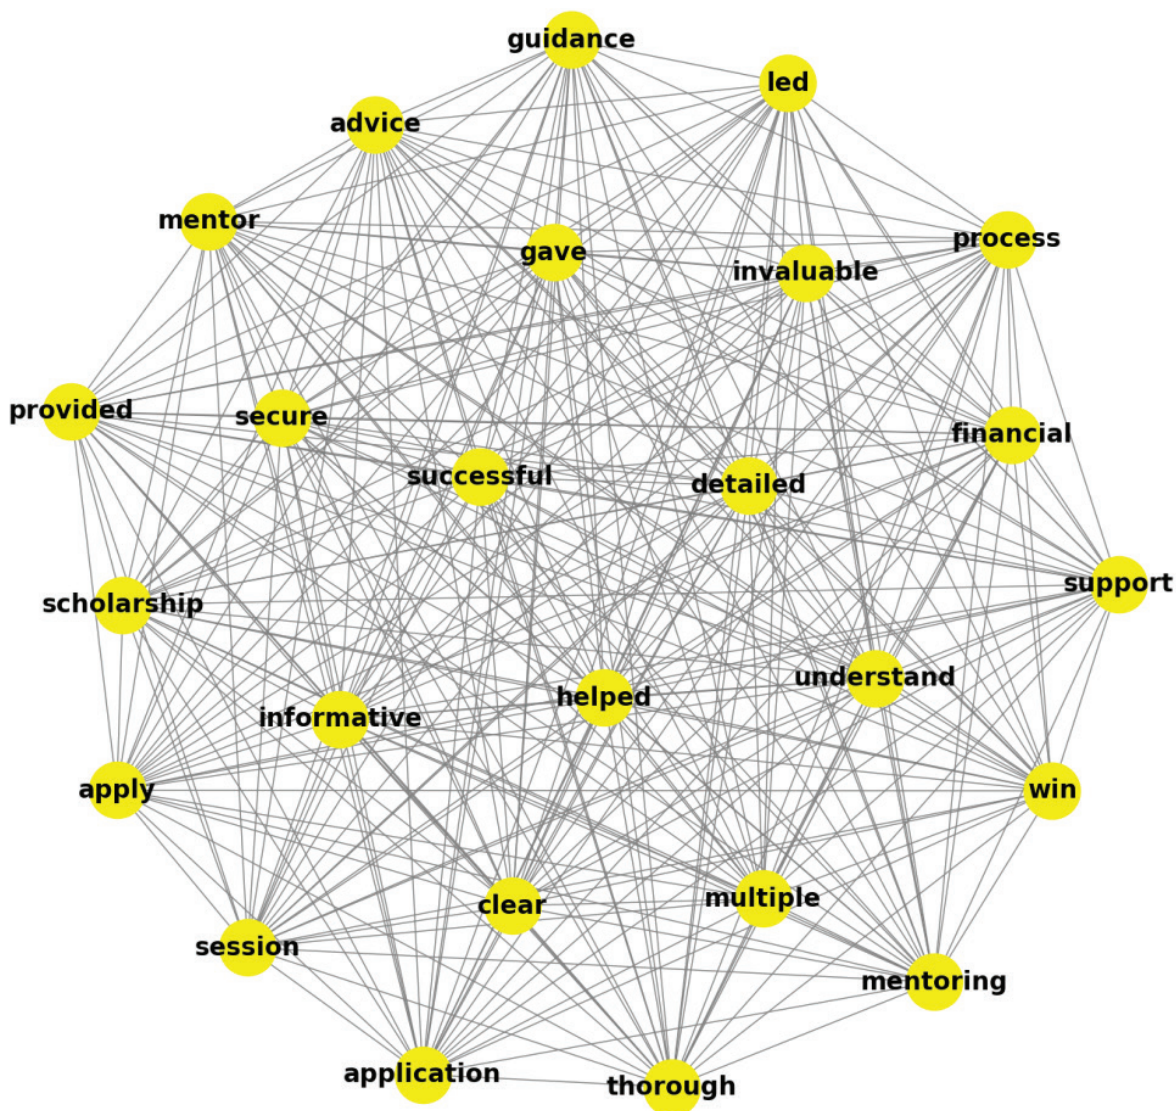 guidance
led
advice
mentor
process
gave
invaluable
provided
secure
financial
successful
detailed
support
scholarship
understand
helped
informative
apply
win
multiple
clear
session
mentoring
application
thorough